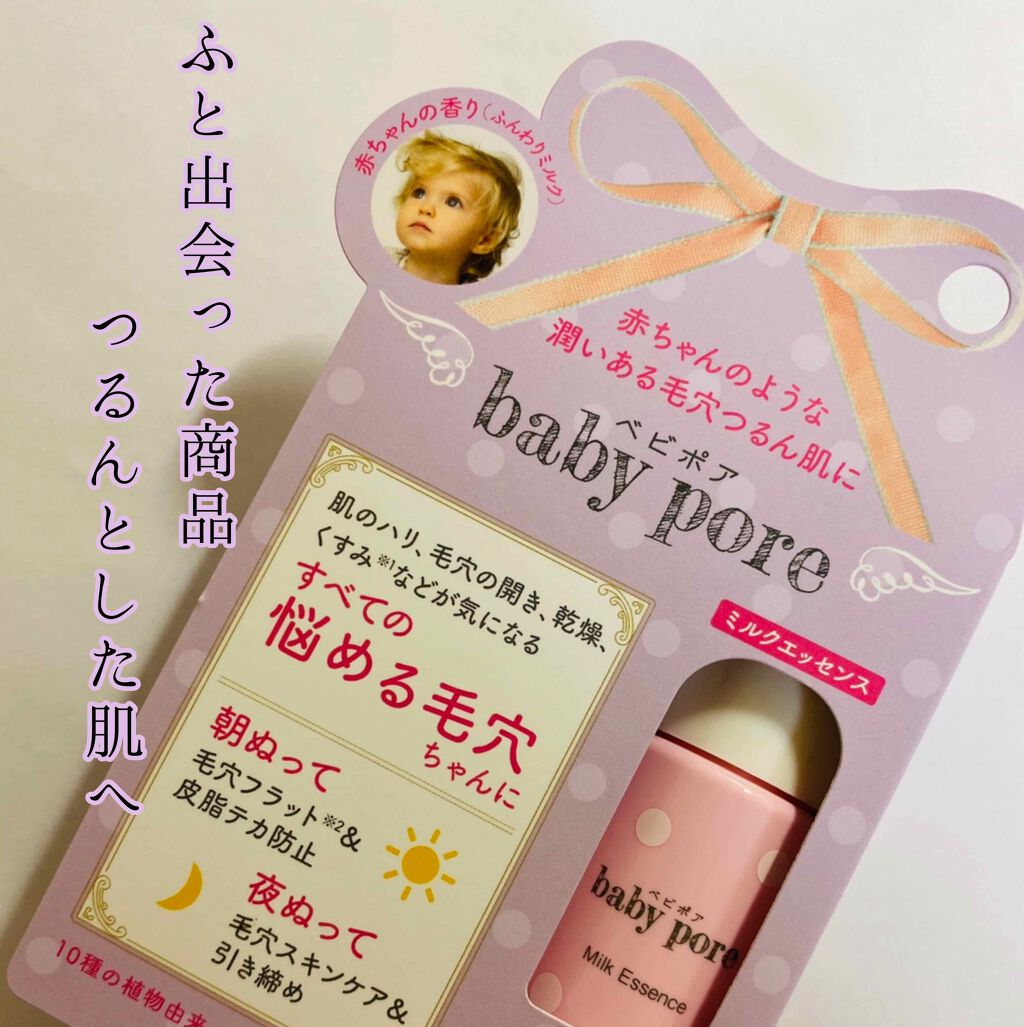 ふと出会った商品
つるんとした肌へ
赤ちゃんの香り(ふんわりミルク)
赤ちゃんのような
潤いある毛穴つるん肌に
ベビポア
baby pore
ミルクエッセンス
肌のハリ、毛穴の開き、乾燥、
くすみ※1などが気になる
すべての
悩める毛穴
ちゃんに
朝ぬって
毛穴フラット※2&
皮脂テカ防止
夜ぬって
毛穴スキンケア&
引き締め
10種の植物由来
ベビポア
baby pore
Milk Essence